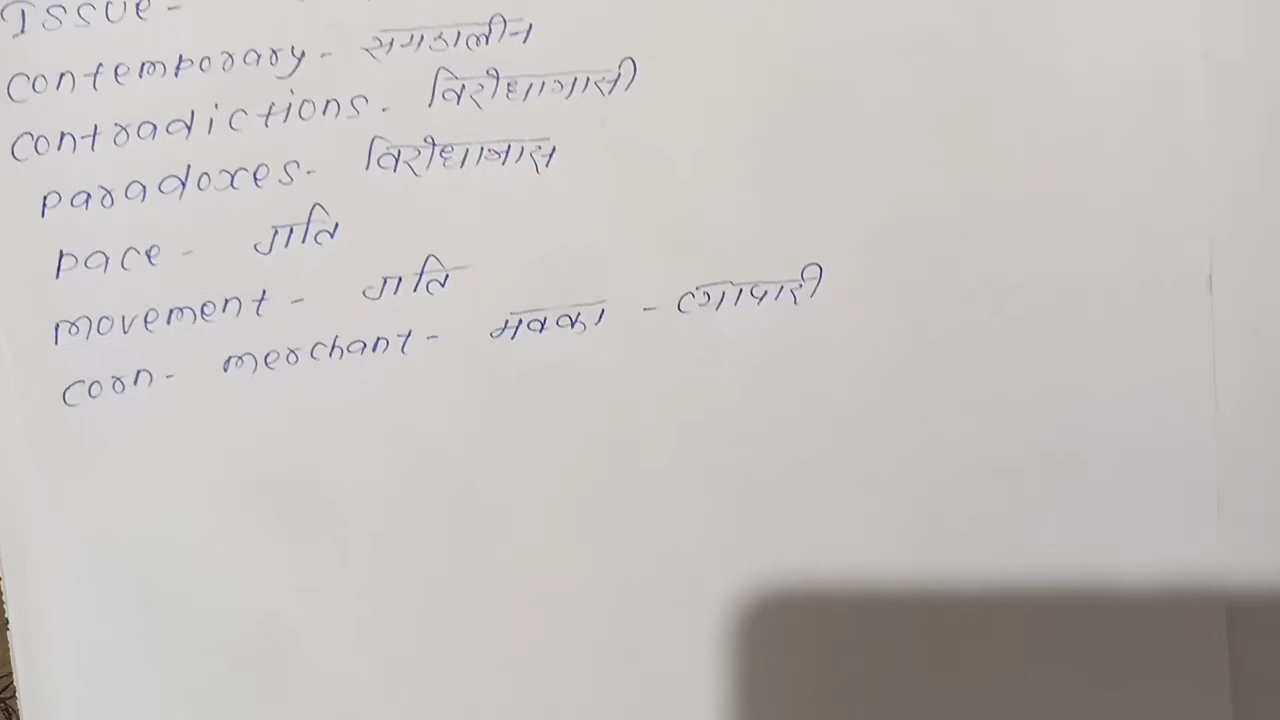 Issue -
contemporary - समकालीन
contradictions - विरोधाभासी
paradoxes - विरोधाभास
pace - गति
movement - गति
corn - merchant - मक्का - व्यापारी